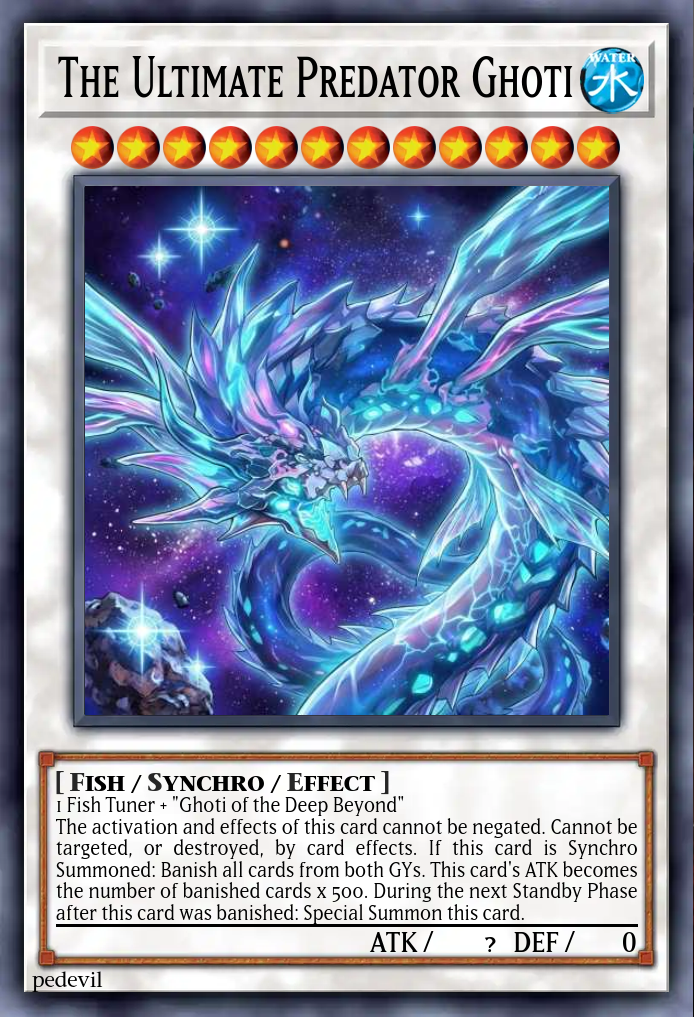 The Ultimate Predator Ghoti
WATER
水
[ Fish / Synchro / Effect ]
1 Fish Tuner + "Ghoti of the Deep Beyond"
The activation and effects of this card cannot be negated. Cannot be
targeted, or destroyed, by card effects. If this card is Synchro
Summoned: Banish all cards from both GYs. This card's ATK becomes
the number of banished cards x 500. During the next Standby Phase
after this card was banished: Special Summon this card.
ATK / ? DEF / 0
pedevil